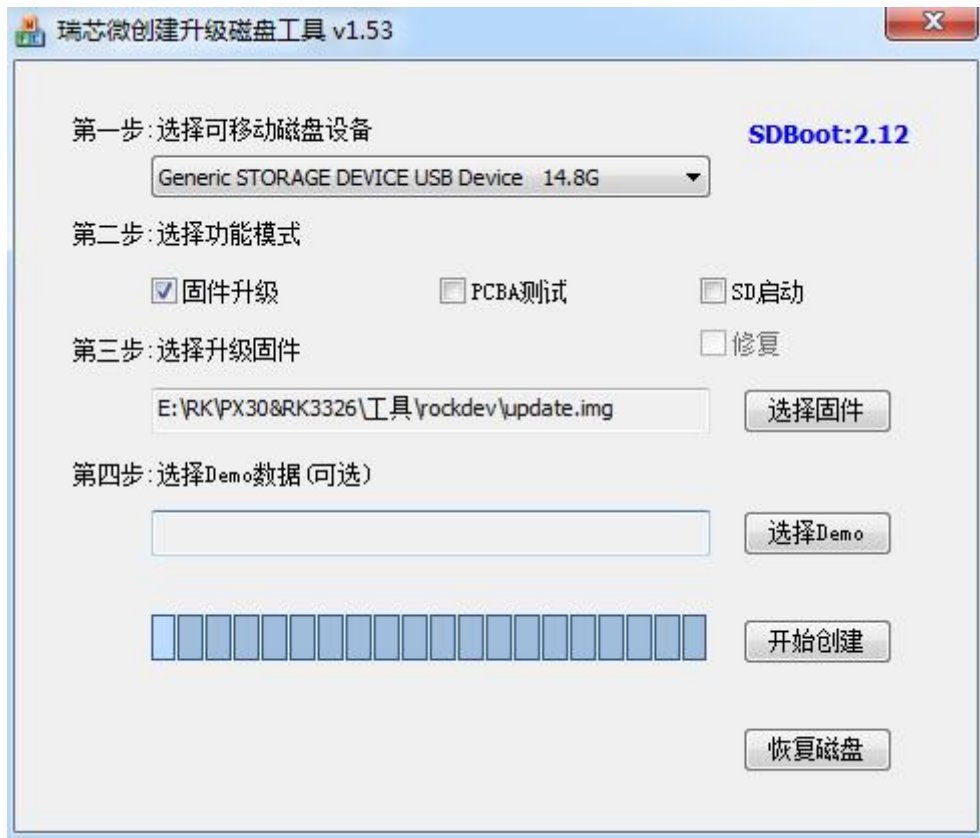 瑞芯微创建升级磁盘工具 v1.53
第一步:选择可移动磁盘设备
SDBoot:2.12
Generic STORAGE DEVICE USB Device 14.8G
第二步:选择功能模式
固件升级 PCBA测试 SD启动
第三步:选择升级固件
修复
E:\RK\PX30&RK3326\工具\rockdev\update.img
选择固件
第四步:选择Demo数据(可选)
选择Demo
开始创建
恢复磁盘